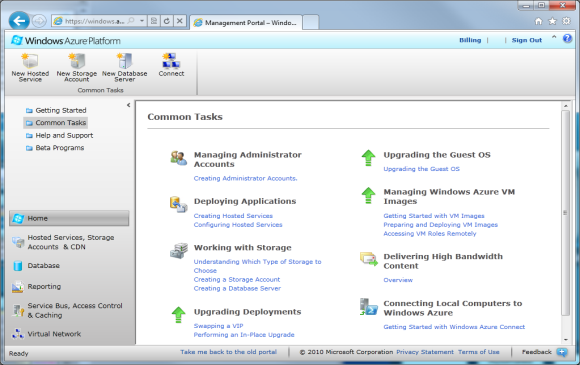 https://windows.a..
Management Portal – Windo...
Windows Azure Platform
Billing | | Sign Out
New Hosted Service
New Storage Account
New Database Server
Connect
Common Tasks
Getting Started
Common Tasks
Help and Support
Beta Programs
Home
Hosted Services, Storage
Accounts & CDN
Database
Reporting
Service Bus, Access Control
& Caching
Virtual Network
Common Tasks
Managing Administrator
Accounts
Creating Administrator Accounts.
Deploying Applications
Creating Hosted Services
Configuring Hosted Services
Working with Storage
Understanding Which Type of Storage to
Choose
Creating a Storage Account
Creating a Database Server
Upgrading Deployments
Swapping a VIP
Performing an In-Place Upgrade
Upgrading the Guest OS
Upgrading the Guest OS
Managing Windows Azure VM
Images
Getting Started with VM Images
Preparing and Deploying VM Images
Accessing VM Roles Remotely
Delivering High Bandwidth
Content
Overview
Connecting Local Computers to
Windows Azure
Getting Started with Windows Azure Connect
Ready
Take me back to the old portal | © 2010 Microsoft Corporation Privacy Statement Terms of Use | Feedback